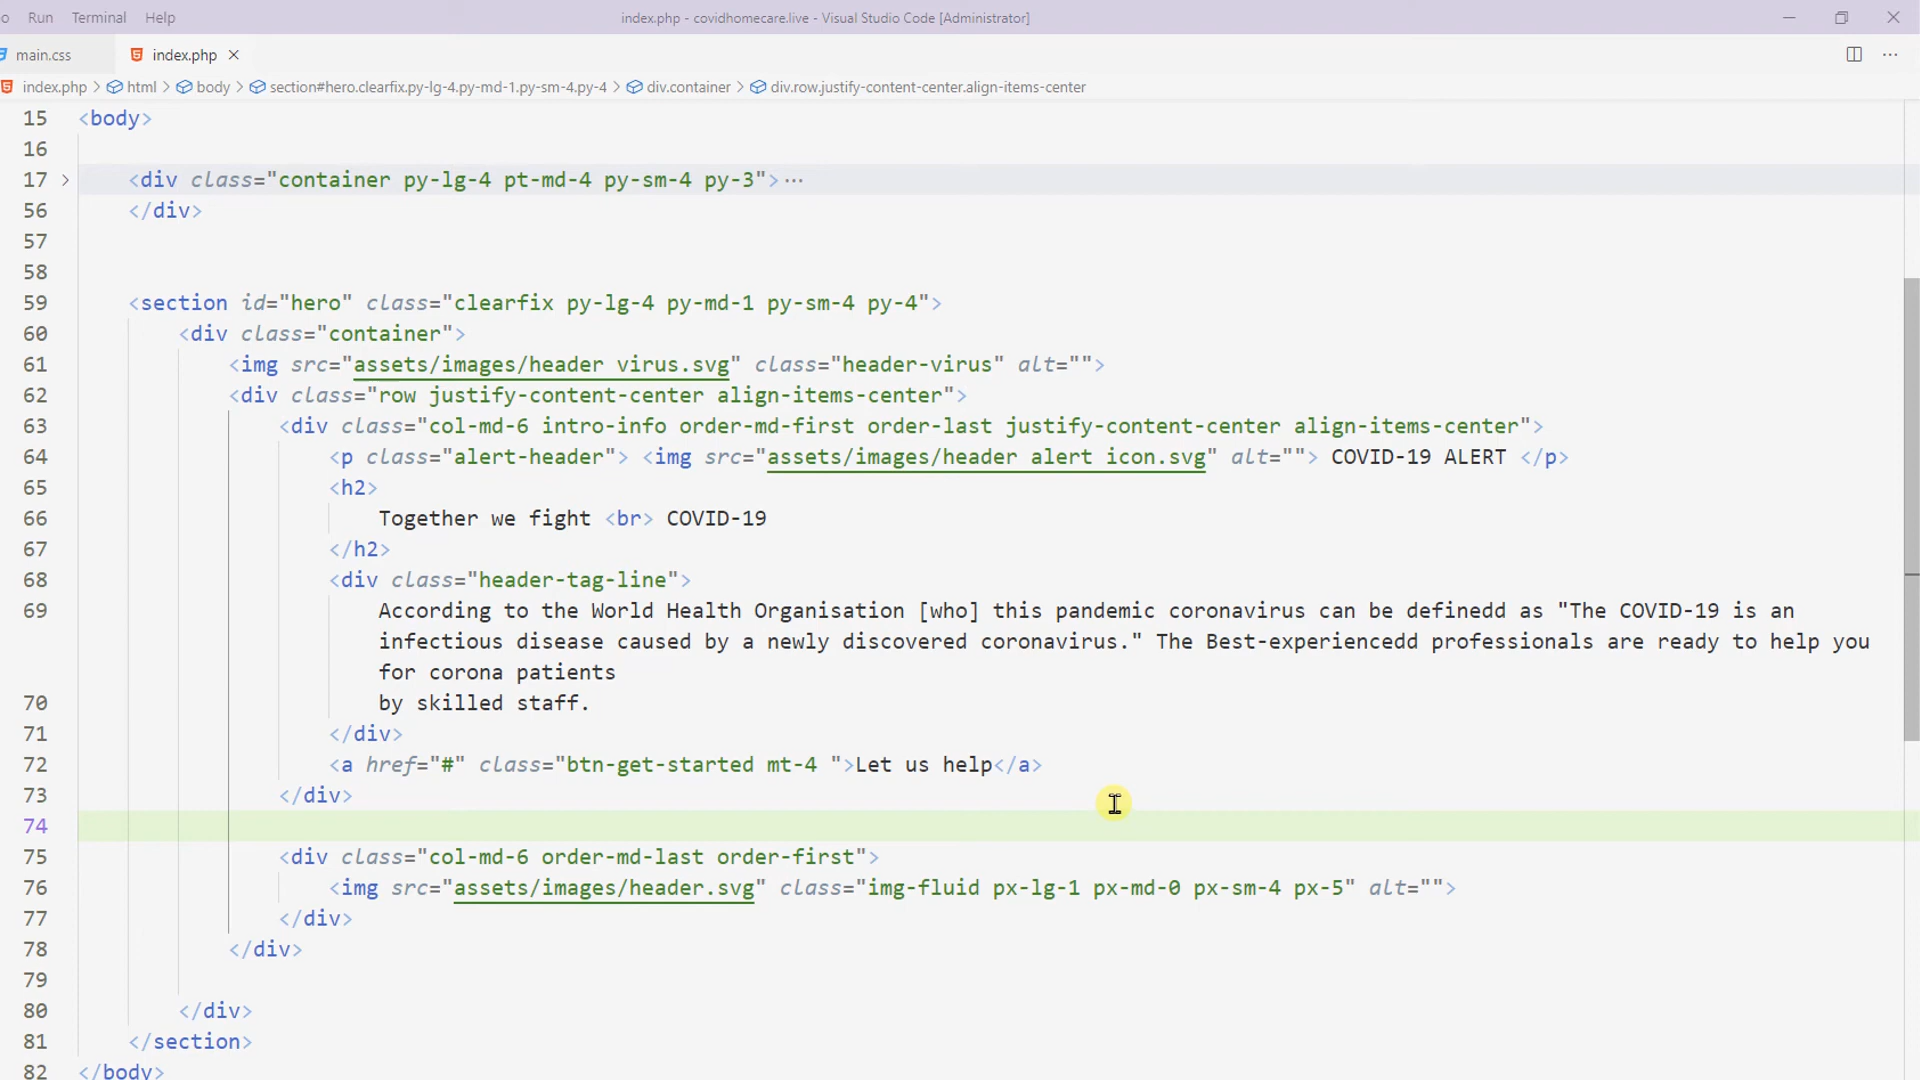 Run Terminal Help index.php - covidhomecare.live - Visual Studio Code [Administrator]
main.css index.php
index.php > html > body > section#hero.clearfix.py-lg-4.py-md-1.py-sm-4.py-4 > div.container > div.row.justify-content-center.align-items-center
15 <body>
16
17 <div class="container py-lg-4 pt-md-4 py-sm-4 py-3">···
56 </div>
57
58
59 <section id="hero" class="clearfix py-lg-4 py-md-1 py-sm-4 py-4">
60 <div class="container">
61 <img src="assets/images/header virus.svg" class="header-virus" alt="">
62 <div class="row justify-content-center align-items-center">
63 <div class="col-md-6 intro-info order-md-first order-last justify-content-center align-items-center">
64 <p class="alert-header"> <img src="assets/images/header alert icon.svg" alt=""> COVID-19 ALERT </p>
65 <h2>
66 Together we fight <br> COVID-19
67 </h2>
68 <div class="header-tag-line">
69 According to the World Health Organisation [who] this pandemic coronavirus can be definedd as "The COVID-19 is an
infectious disease caused by a newly discovered coronavirus." The Best-experiencedd professionals are ready to help you
for corona patients
70 by skilled staff.
71 </div>
72 <a href="#" class="btn-get-started mt-4 ">Let us help</a>
73 </div>
74
75 <div class="col-md-6 order-md-last order-first">
76 <img src="assets/images/header.svg" class="img-fluid px-lg-1 px-md-0 px-sm-4 px-5" alt="">
77 </div>
78 </div>
79
80 </div>
81 </section>
82 </body>